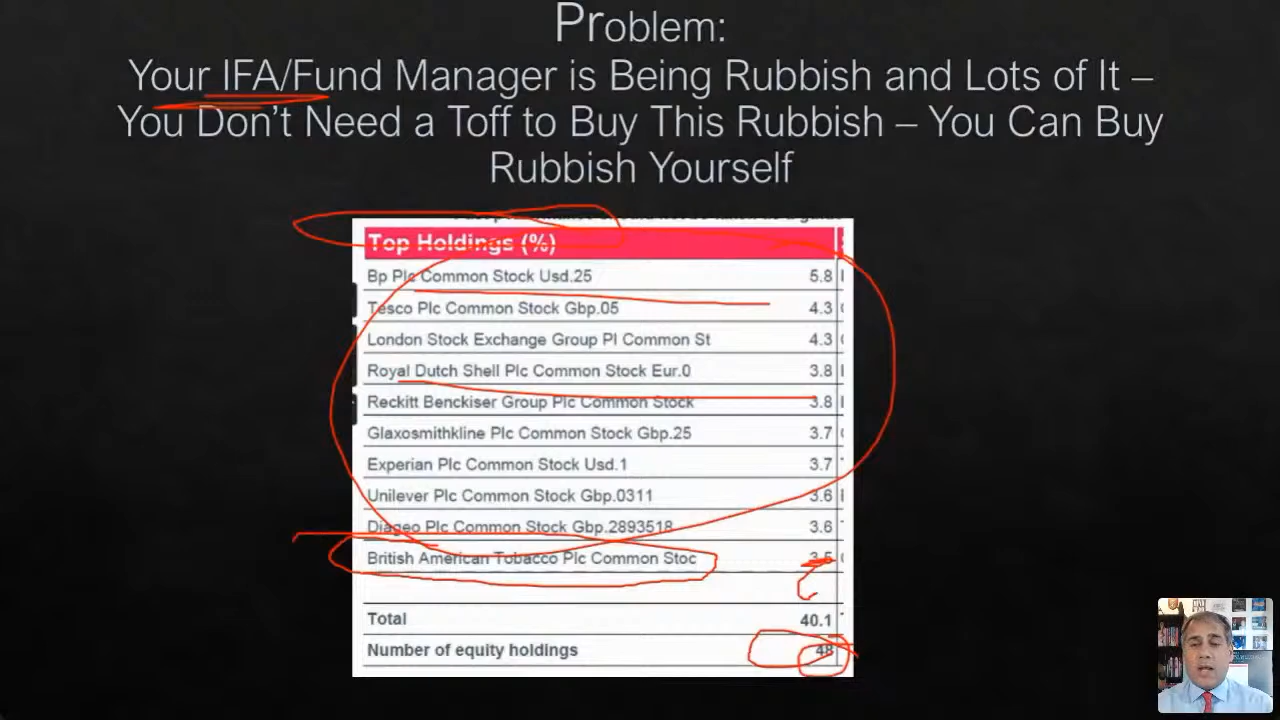 Problem:
Your IFA/Fund Manager is Being Rubbish and Lots of It –
You Don't Need a Toff to Buy This Rubbish – You Can Buy
Rubbish Yourself
Top Holdings (%)
Bp Plc Common Stock Usd.25 5.8
Tesco Plc Common Stock Gbp.05 4.3
London Stock Exchange Group Pl Common St 4.3
Royal Dutch Shell Plc Common Stock Eur.0 3.8
Reckitt Benckiser Group Plc Common Stock 3.8
Glaxosmithkline Plc Common Stock Gbp.25 3.7
Experian Plc Common Stock Usd.1 3.7
Unilever Plc Common Stock Gbp.0311 3.6
Diageo Plc Common Stock Gbp.2893518 3.6
British American Tobacco Plc Common Stoc 3.5
Total 40.1
Number of equity holdings 48